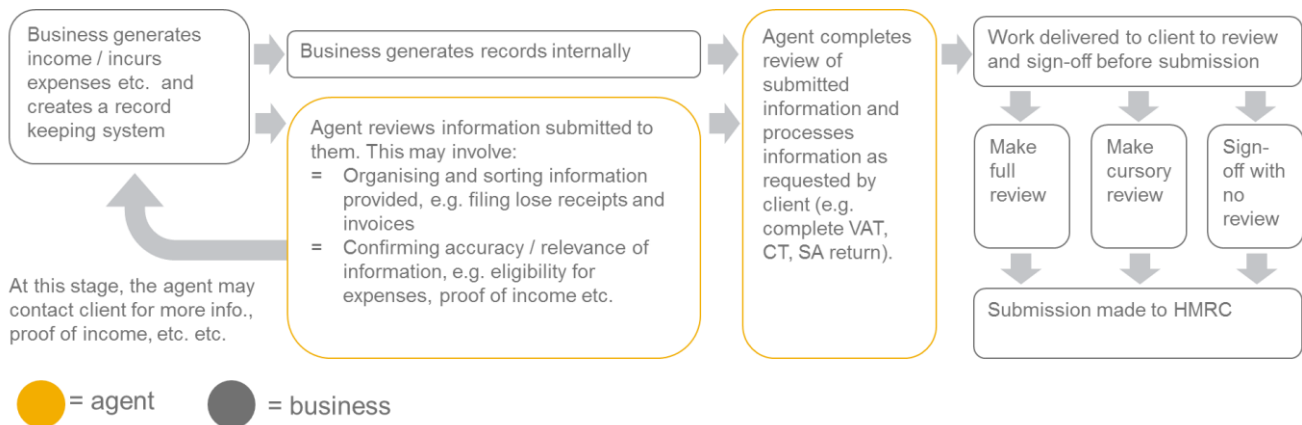 Business generates
income / incurs
expenses etc. and
creates a record
keeping system
Business generates records internally
Agent reviews information submitted to
them. This may involve:
= Organising and sorting information
provided, e.g. filing lose receipts and
invoices
= Confirming accuracy / relevance of
information, e.g. eligibility for
expenses, proof of income etc.
At this stage, the agent may
contact client for more info.,
proof of income, etc. etc.
Agent completes
review of
submitted
information and
processes
information as
requested by
client (e.g.
complete VAT,
CT, SA return).
Work delivered to client to review
and sign-off before submission
Make
full
review
Make
cursory
review
Sign-
off with
no
review
Submission made to HMRC
= agent
= business